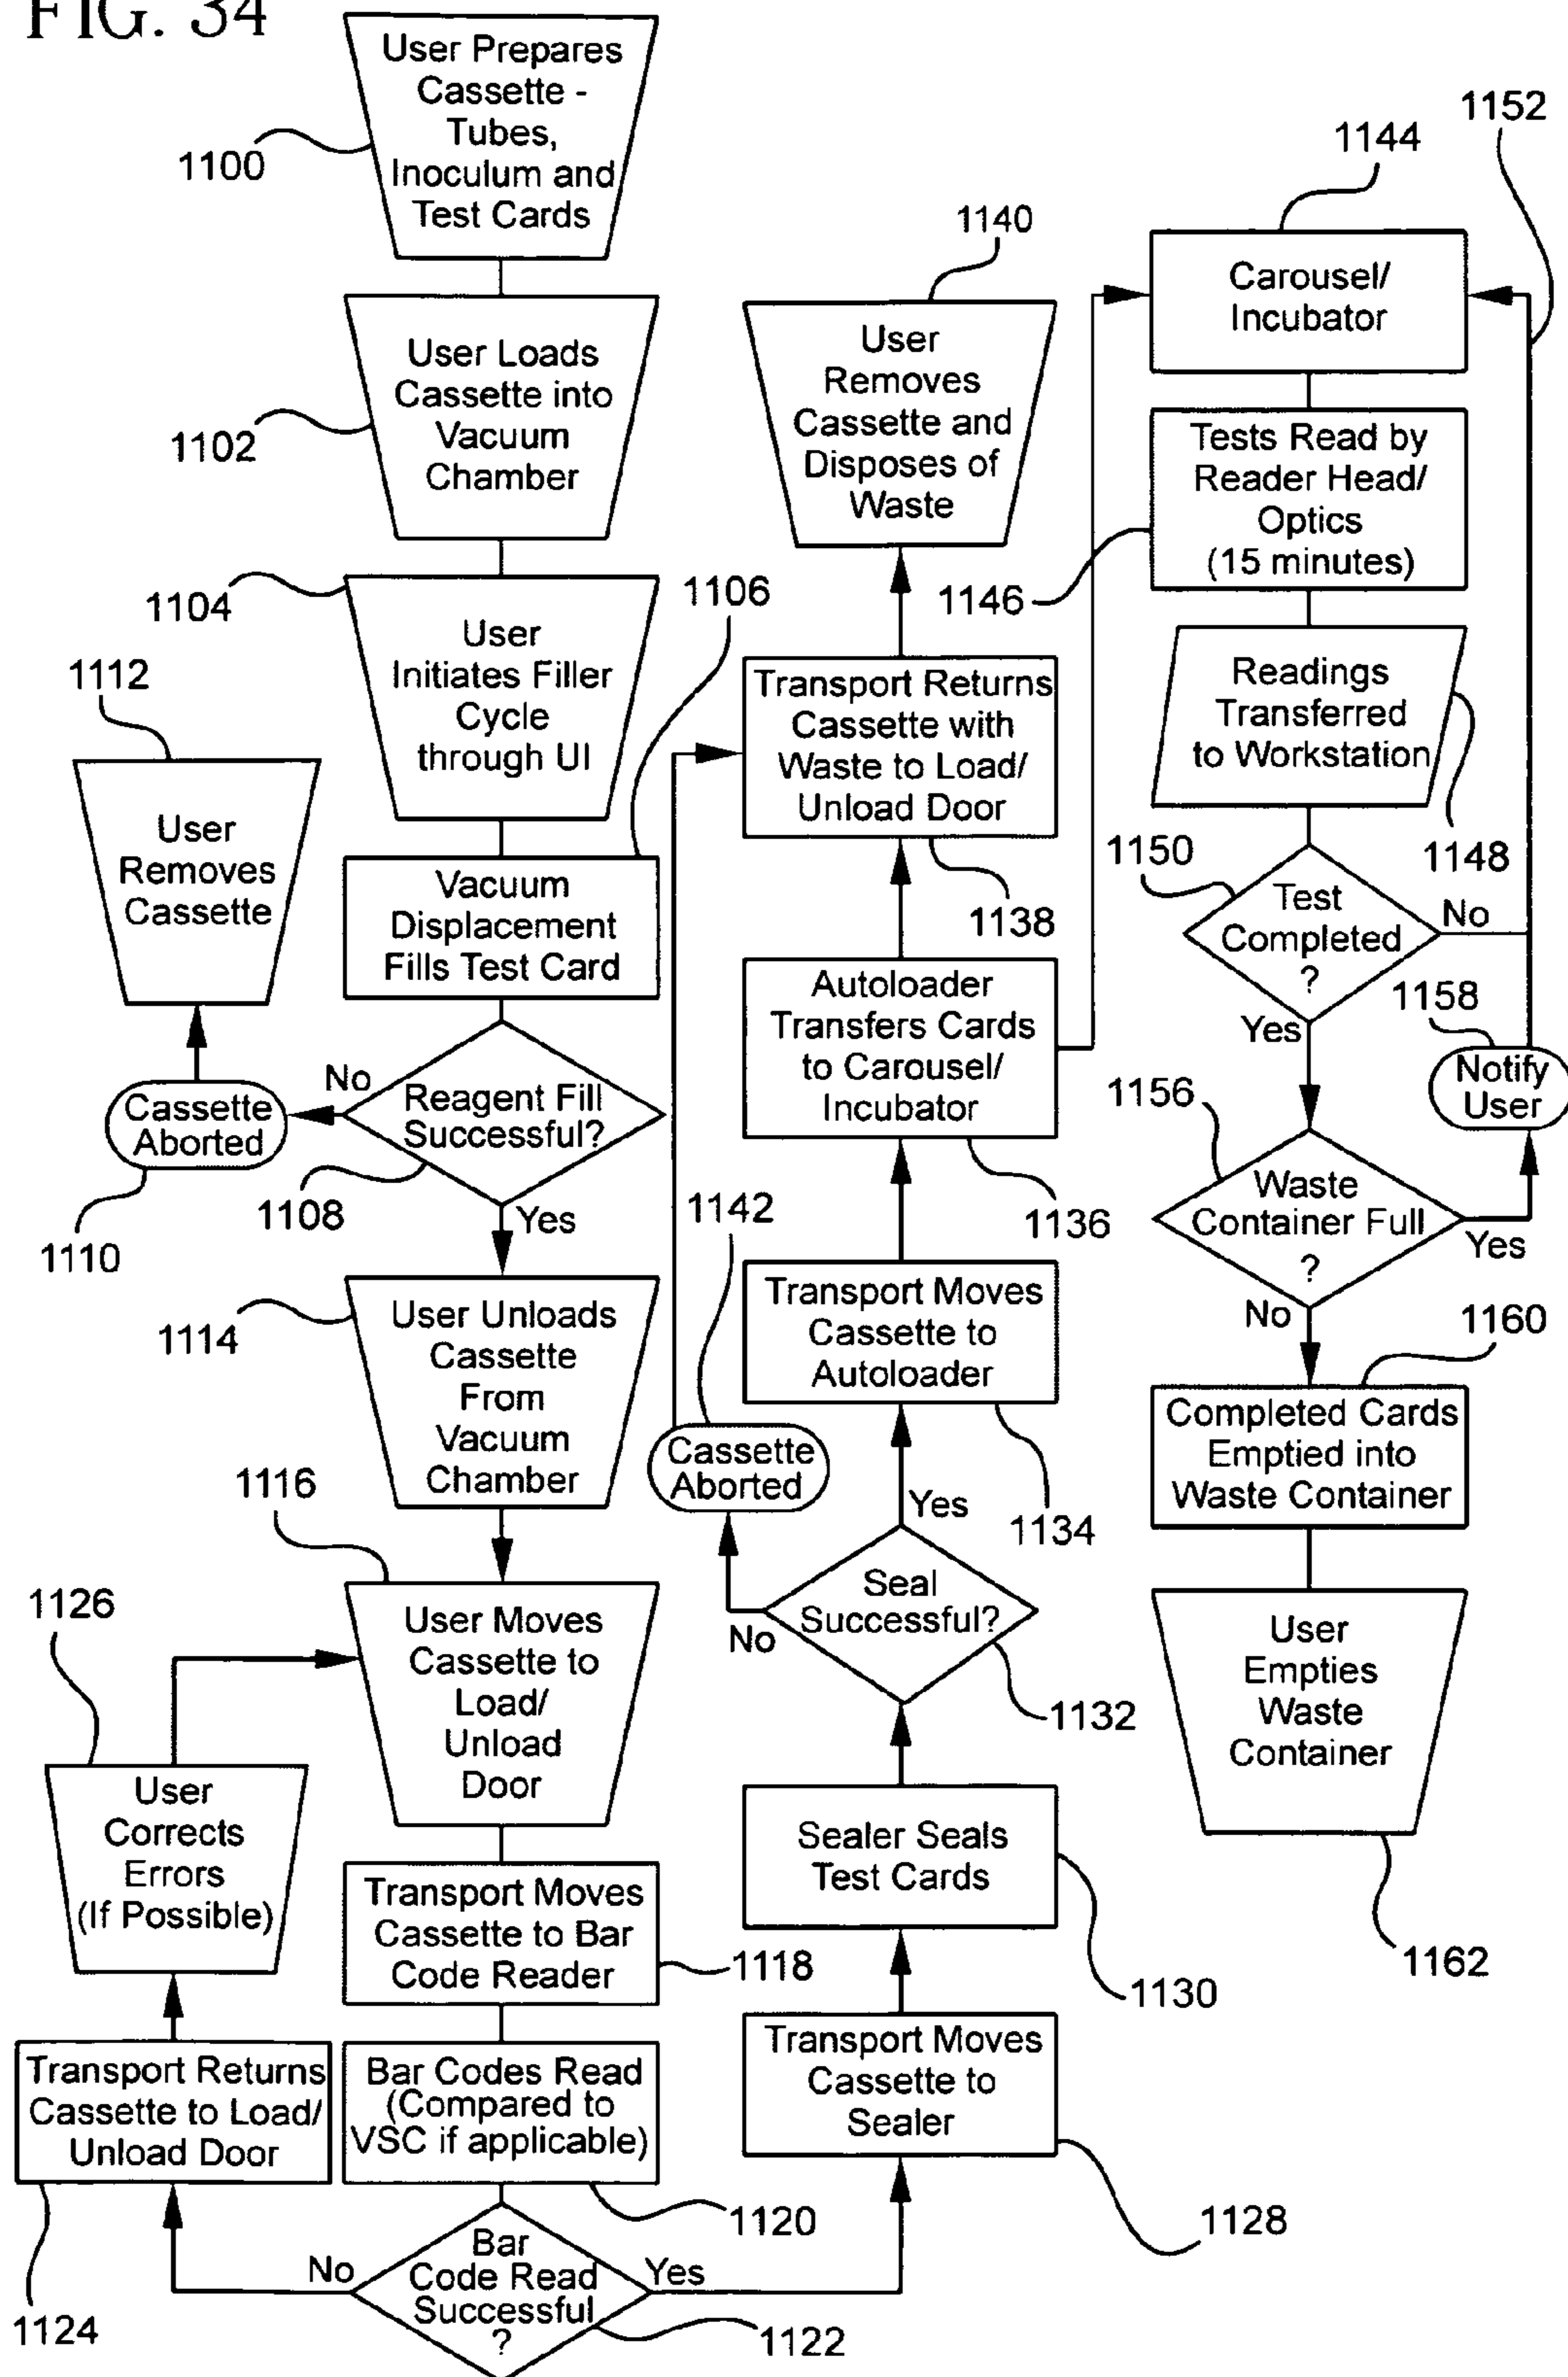 FIG. 34
User Prepares
Cassette -
Tubes,
Inoculum and
Test Cards
1100
User Loads
Cassette into
Vacuum
Chamber
1102
User
Initiates Filler
Cycle
through UI
1104
Vacuum
Displacement
Fills Test Card
1106
Reagent Fill
Successful?
1108
No
Yes
Cassette
Aborted
1110
User
Removes
Cassette
1112
User Unloads
Cassette
From
Vacuum
Chamber
1114
User Moves
Cassette to
Load/
Unload
Door
1116
Transport Moves
Cassette to Bar
Code Reader
1118
Bar Codes Read
(Compared to
VSC if applicable)
1120
Bar
Code Read
Successful
?
1122
No
Yes
Transport Returns
Cassette to Load/
Unload Door
1124
User
Corrects
Errors
(If Possible)
1126
Transport Moves
Cassette to
Sealer
1128
Sealer Seals
Test Cards
1130
Seal
Successful?
1132
No
Yes
Cassette
Aborted
1142
Transport Moves
Cassette to
Autoloader
1134
Autoloader
Transfers Cards
to Carousel/
Incubator
1136
Transport Returns
Cassette with
Waste to Load/
Unload Door
1138
User
Removes
Cassette and
Disposes of
Waste
1140
Carousel/
Incubator
1144
1152
Tests Read by
Reader Head/
Optics
(15 minutes)
1146
Readings
Transferred
to Workstation
1148
Test
Completed
?
1150
No
Yes
Waste
Container Full
?
1156
Yes
No
Notify
User
1158
Completed Cards
Emptied into
Waste Container
1160
User
Empties
Waste
Container
1162